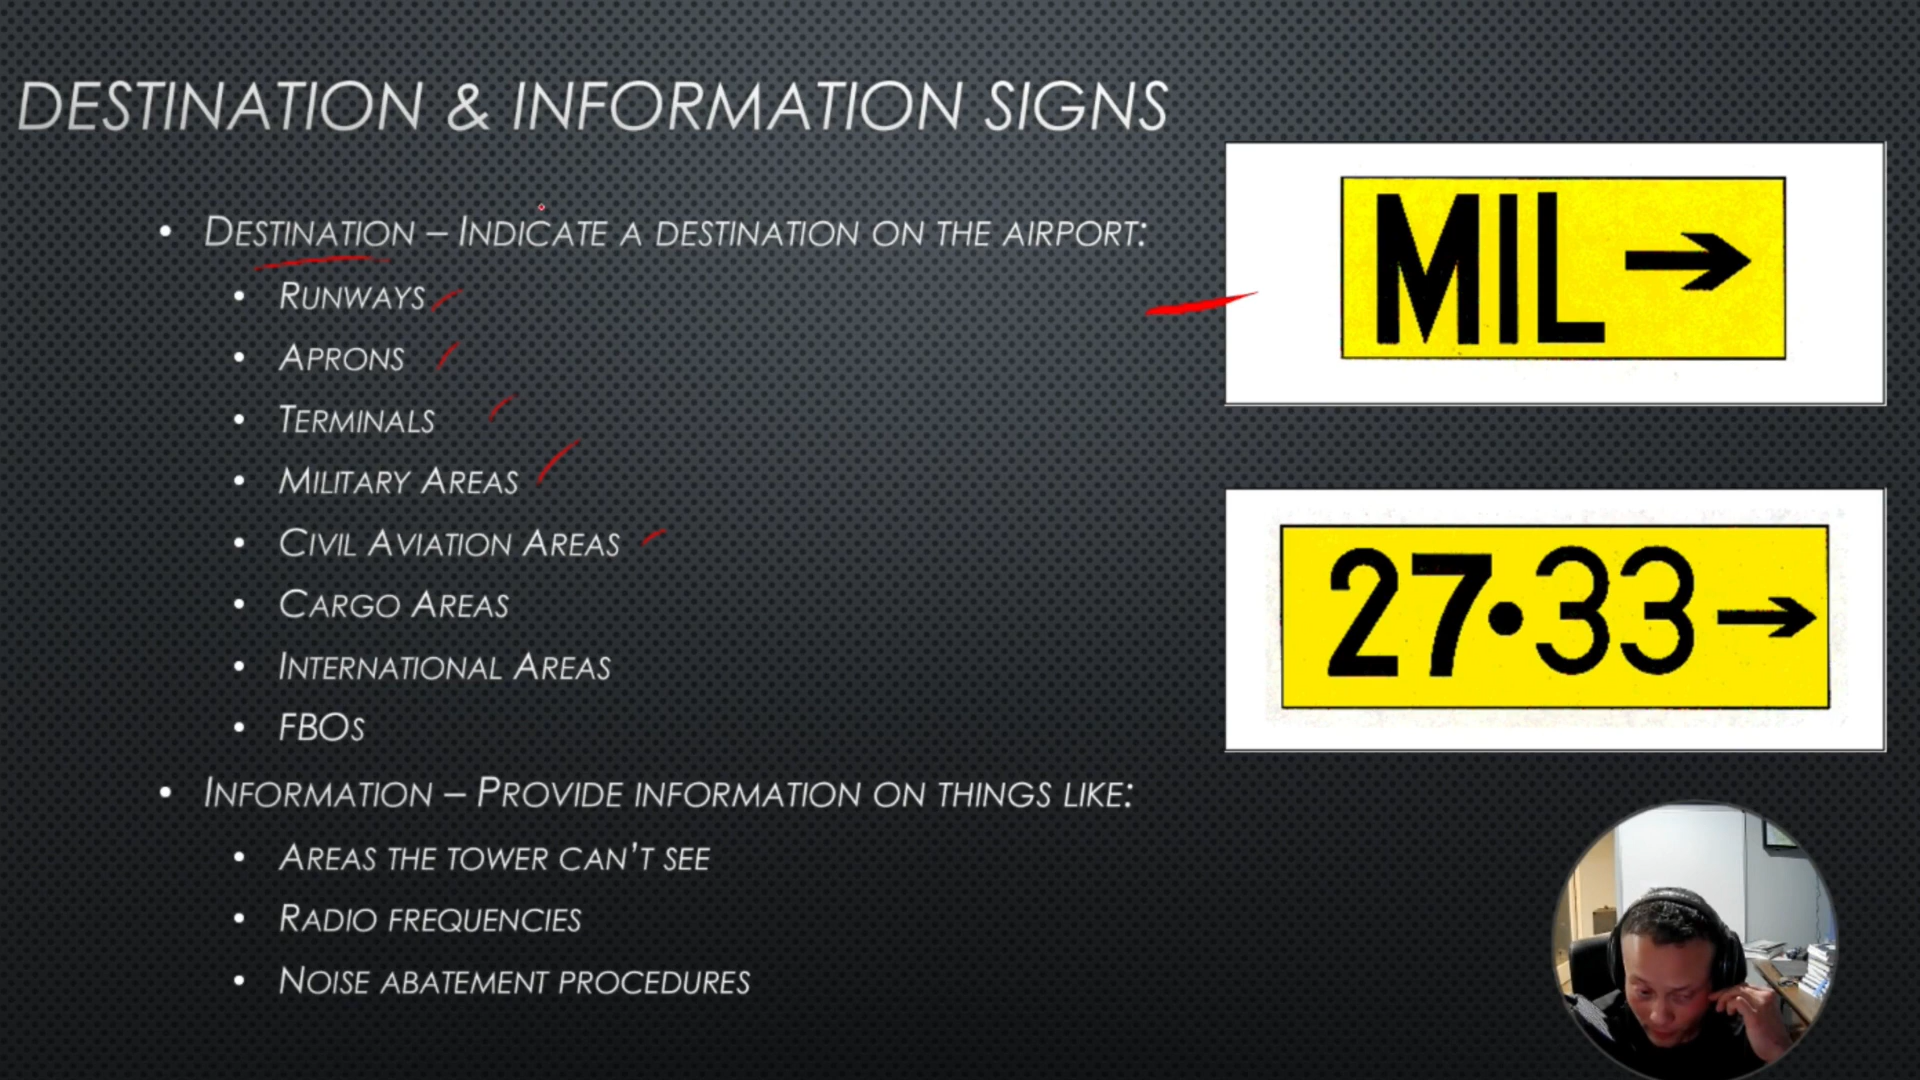 DESTINATION & INFORMATION SIGNS
• DESTINATION – INDICATE A DESTINATION ON THE AIRPORT:
• RUNWAYS
• APRONS
• TERMINALS
• MILITARY AREAS
• CIVIL AVIATION AREAS
• CARGO AREAS
• INTERNATIONAL AREAS
• FBOS
• INFORMATION – PROVIDE INFORMATION ON THINGS LIKE:
• AREAS THE TOWER CAN'T SEE
• RADIO FREQUENCIES
• NOISE ABATEMENT PROCEDURES
MIL →
27•33 →